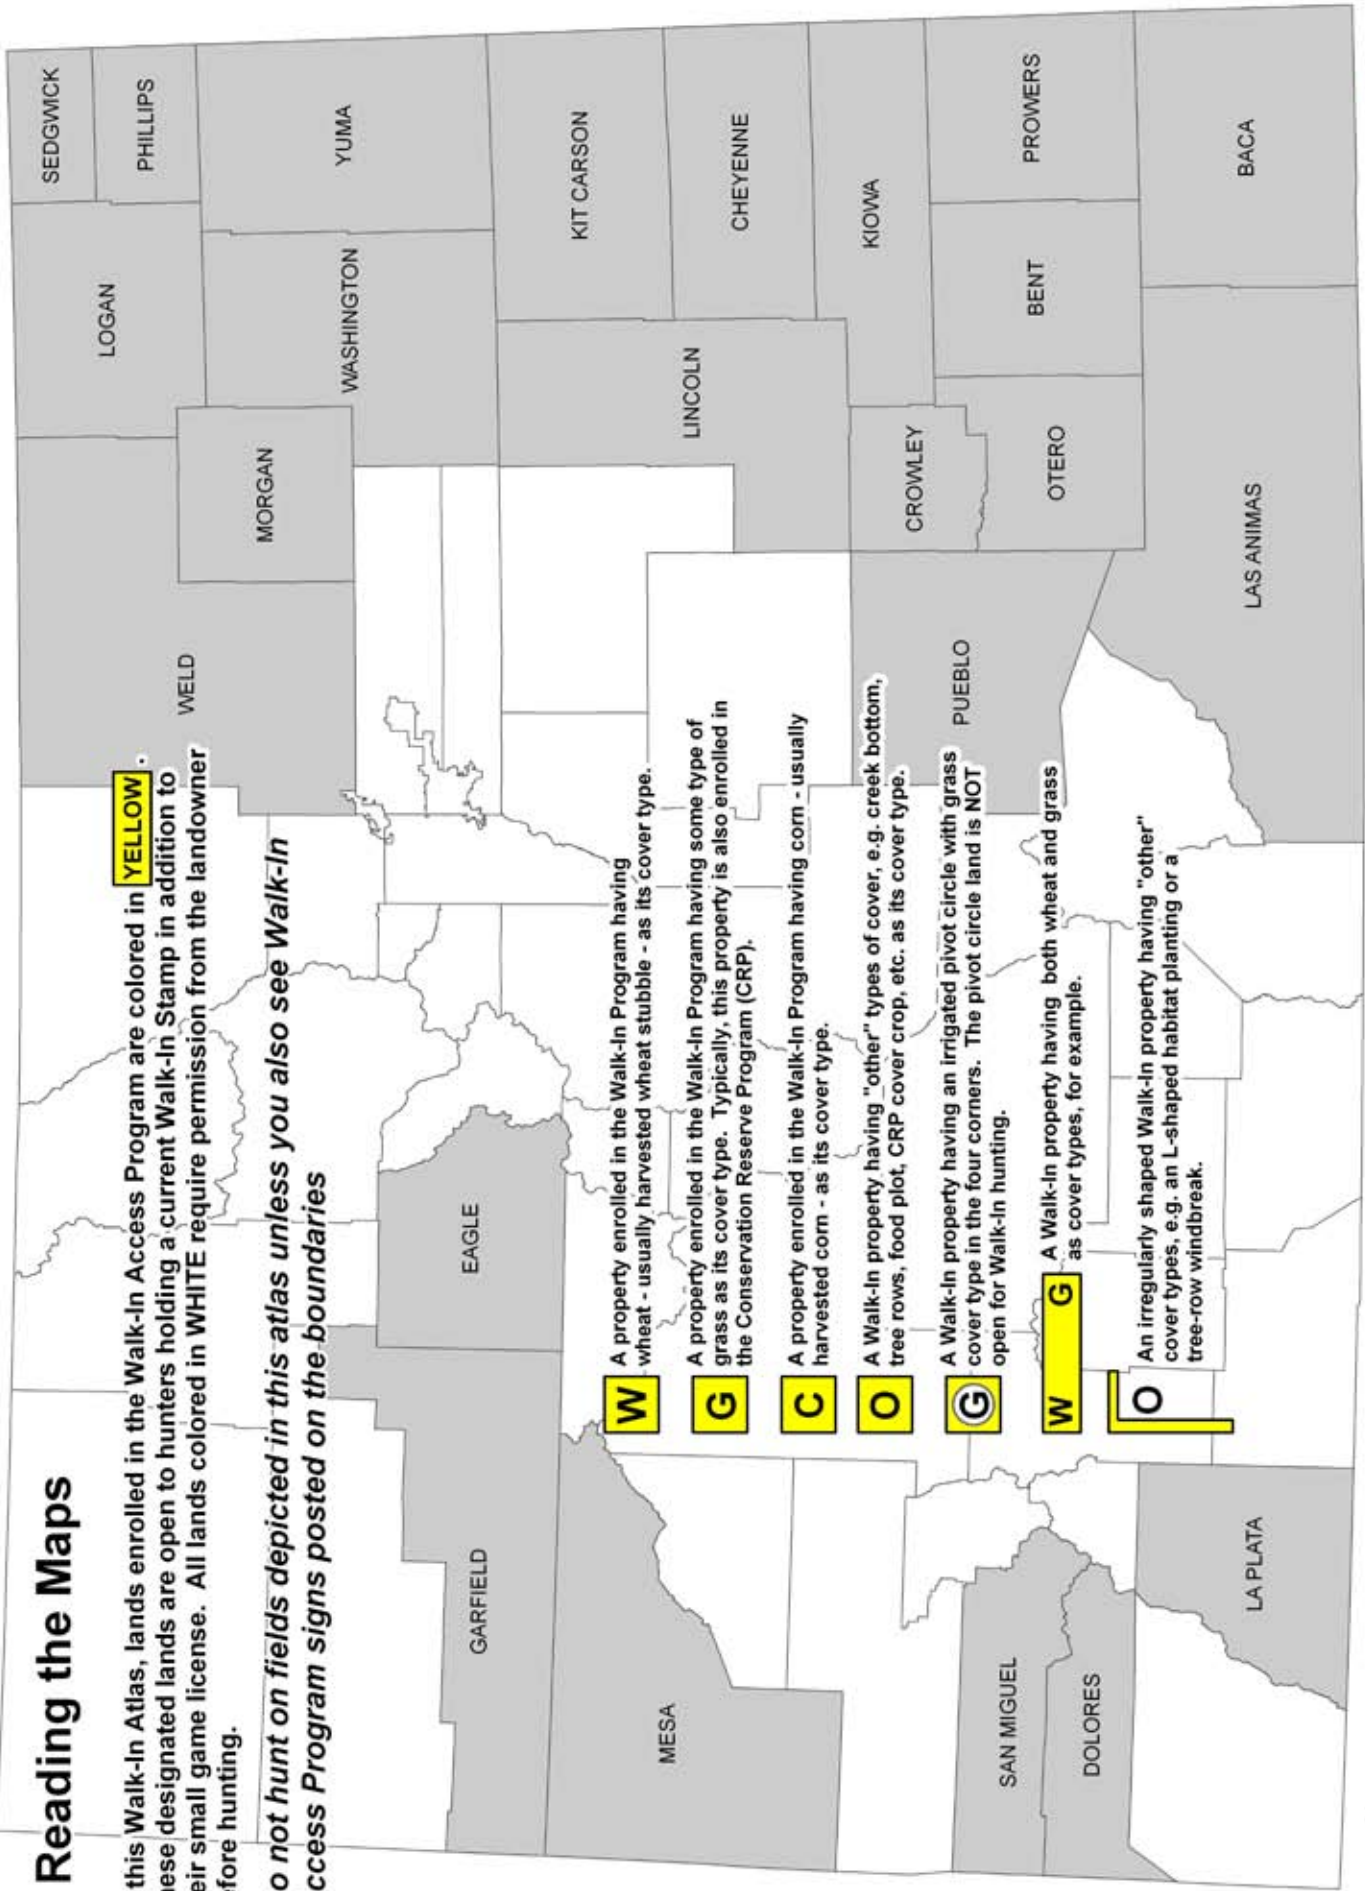 Reading the Maps
this Walk-In Atlas, lands enrolled in the Walk-In Access Program are colored in YELLOW .
hese designated lands are open to hunters holding a current Walk-In Stamp in addition to
eir small game license. All lands colored in WHITE require permission from the landowner
fore hunting.
o not hunt on fields depicted in this atlas unless you also see Walk-In
ccess Program signs posted on the boundaries
W A property enrolled in the Walk-In Program having
wheat - usually harvested wheat stubble - as its cover type.
G A property enrolled in the Walk-In Program having some type of
grass as its cover type. Typically, this property is also enrolled in
the Conservation Reserve Program (CRP).
C A property enrolled in the Walk-In Program having corn - usually
harvested corn - as its cover type.
O A Walk-In property having "other" types of cover, e.g. creek bottom,
tree rows, food plot, CRP cover crop, etc. as its cover type.
G A Walk-In property having an irrigated pivot circle with grass
cover type in the four corners. The pivot circle land is NOT
open for Walk-In hunting.
W G A Walk-In property having both wheat and grass
as cover types, for example.
O An irregularly shaped Walk-In property having "other"
cover types, e.g. an L-shaped habitat planting or a
tree-row windbreak.
SEDGWICK
PHILLIPS
LOGAN
WELD
MORGAN
WASHINGTON
YUMA
EAGLE
GARFIELD
KIT CARSON
LINCOLN
CHEYENNE
MESA
KIOWA
CROWLEY
PUEBLO
PROWERS
BENT
OTERO
SAN MIGUEL
DOLORES
LA PLATA
LAS ANIMAS
BACA